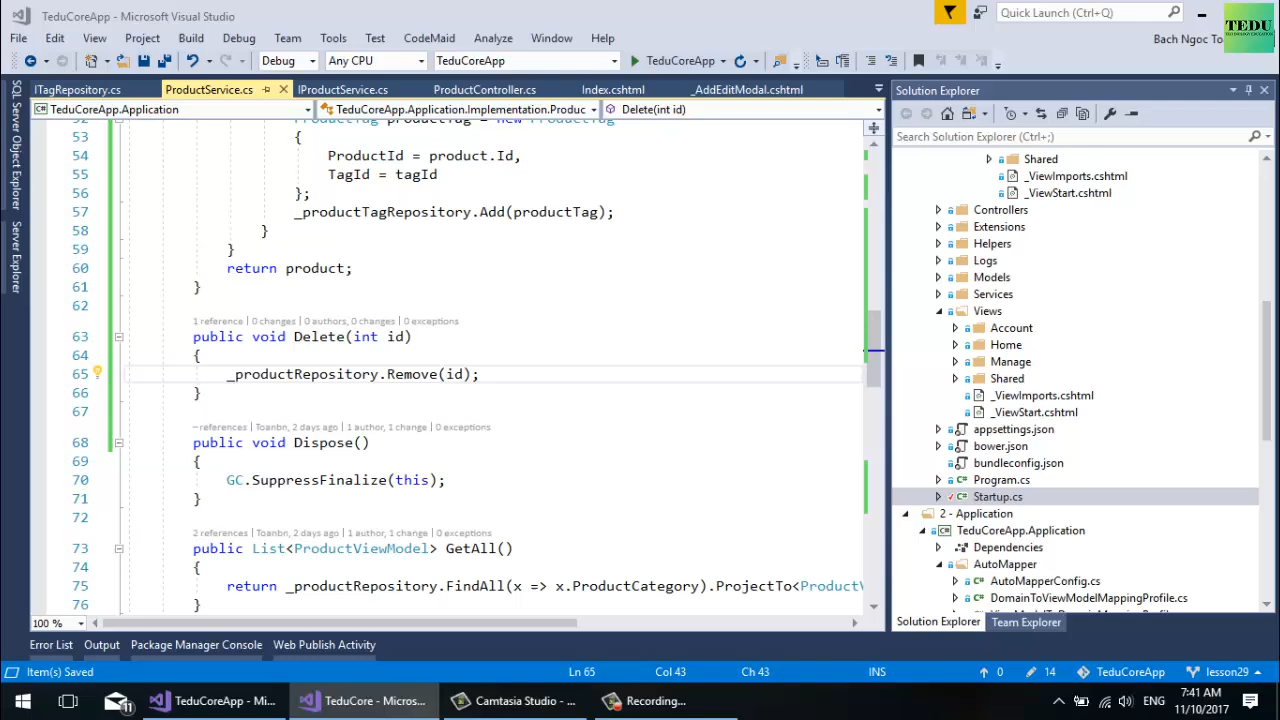 TeduCoreApp - Microsoft Visual Studio
Quick Launch (Ctrl+Q)
TEDU
File Edit View Project Build Debug Team Tools Test CodeMaid Analyze Window Help
Bach Ngoc To
Debug Any CPU TeduCoreApp TeduCoreApp
ITagRepository.cs ProductService.cs IProductService.cs ProductController.cs Index.cshtml _AddEditModal.cshtml
TeduCoreApp.Application TeduCoreApp.Application.Implementation.Produc Delete(int id)
SQL Server Object Explorer
Server Explorer
ProductTag productTag = new ProductTag
53 {
54 ProductId = product.Id,
55 TagId = tagId
56 };
57 _productTagRepository.Add(productTag);
58 }
59 }
60 return product;
61 }
62
1 reference | 0 changes | 0 authors, 0 changes | 0 exceptions
63 public void Delete(int id)
64 {
65 _productRepository.Remove(id);
66 }
67
– references | Toanbn, 2 days ago | 1 author, 1 change | 0 exceptions
68 public void Dispose()
69 {
70 GC.SuppressFinalize(this);
71 }
72
2 references | Toanbn, 2 days ago | 1 author, 1 change | 0 exceptions
73 public List<ProductViewModel> GetAll()
74 {
75 return _productRepository.FindAll(x => x.ProductCategory).ProjectTo<ProductV
76 }
100 %
Solution Explorer
Search Solution Explorer (Ctrl+;)
Shared
_ViewImports.cshtml
_ViewStart.cshtml
Controllers
Extensions
Helpers
Logs
Models
Services
Views
Account
Home
Manage
Shared
_ViewImports.cshtml
_ViewStart.cshtml
appsettings.json
bower.json
bundleconfig.json
Program.cs
Startup.cs
2 - Application
TeduCoreApp.Application
Dependencies
AutoMapper
AutoMapperConfig.cs
DomainToViewModelMappingProfile.cs
Solution Explorer Team Explorer
Error List Output Package Manager Console Web Publish Activity
Item(s) Saved Ln 65 Col 43 Ch 43 INS 0 14 TeduCoreApp lesson29
11 TeduCoreApp - Mi... TeduCore - Micros... Camtasia Studio - ... Recording... ENG
7:41 AM
11/10/2017